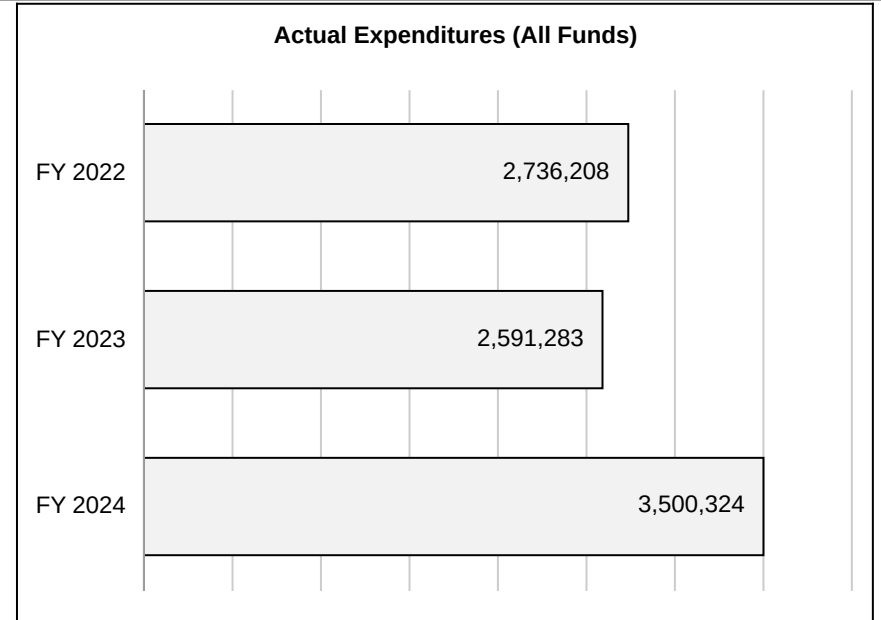 Actual Expenditures (All Funds)
FY 2022
2,736,208
FY 2023
2,591,283
FY 2024
3,500,324